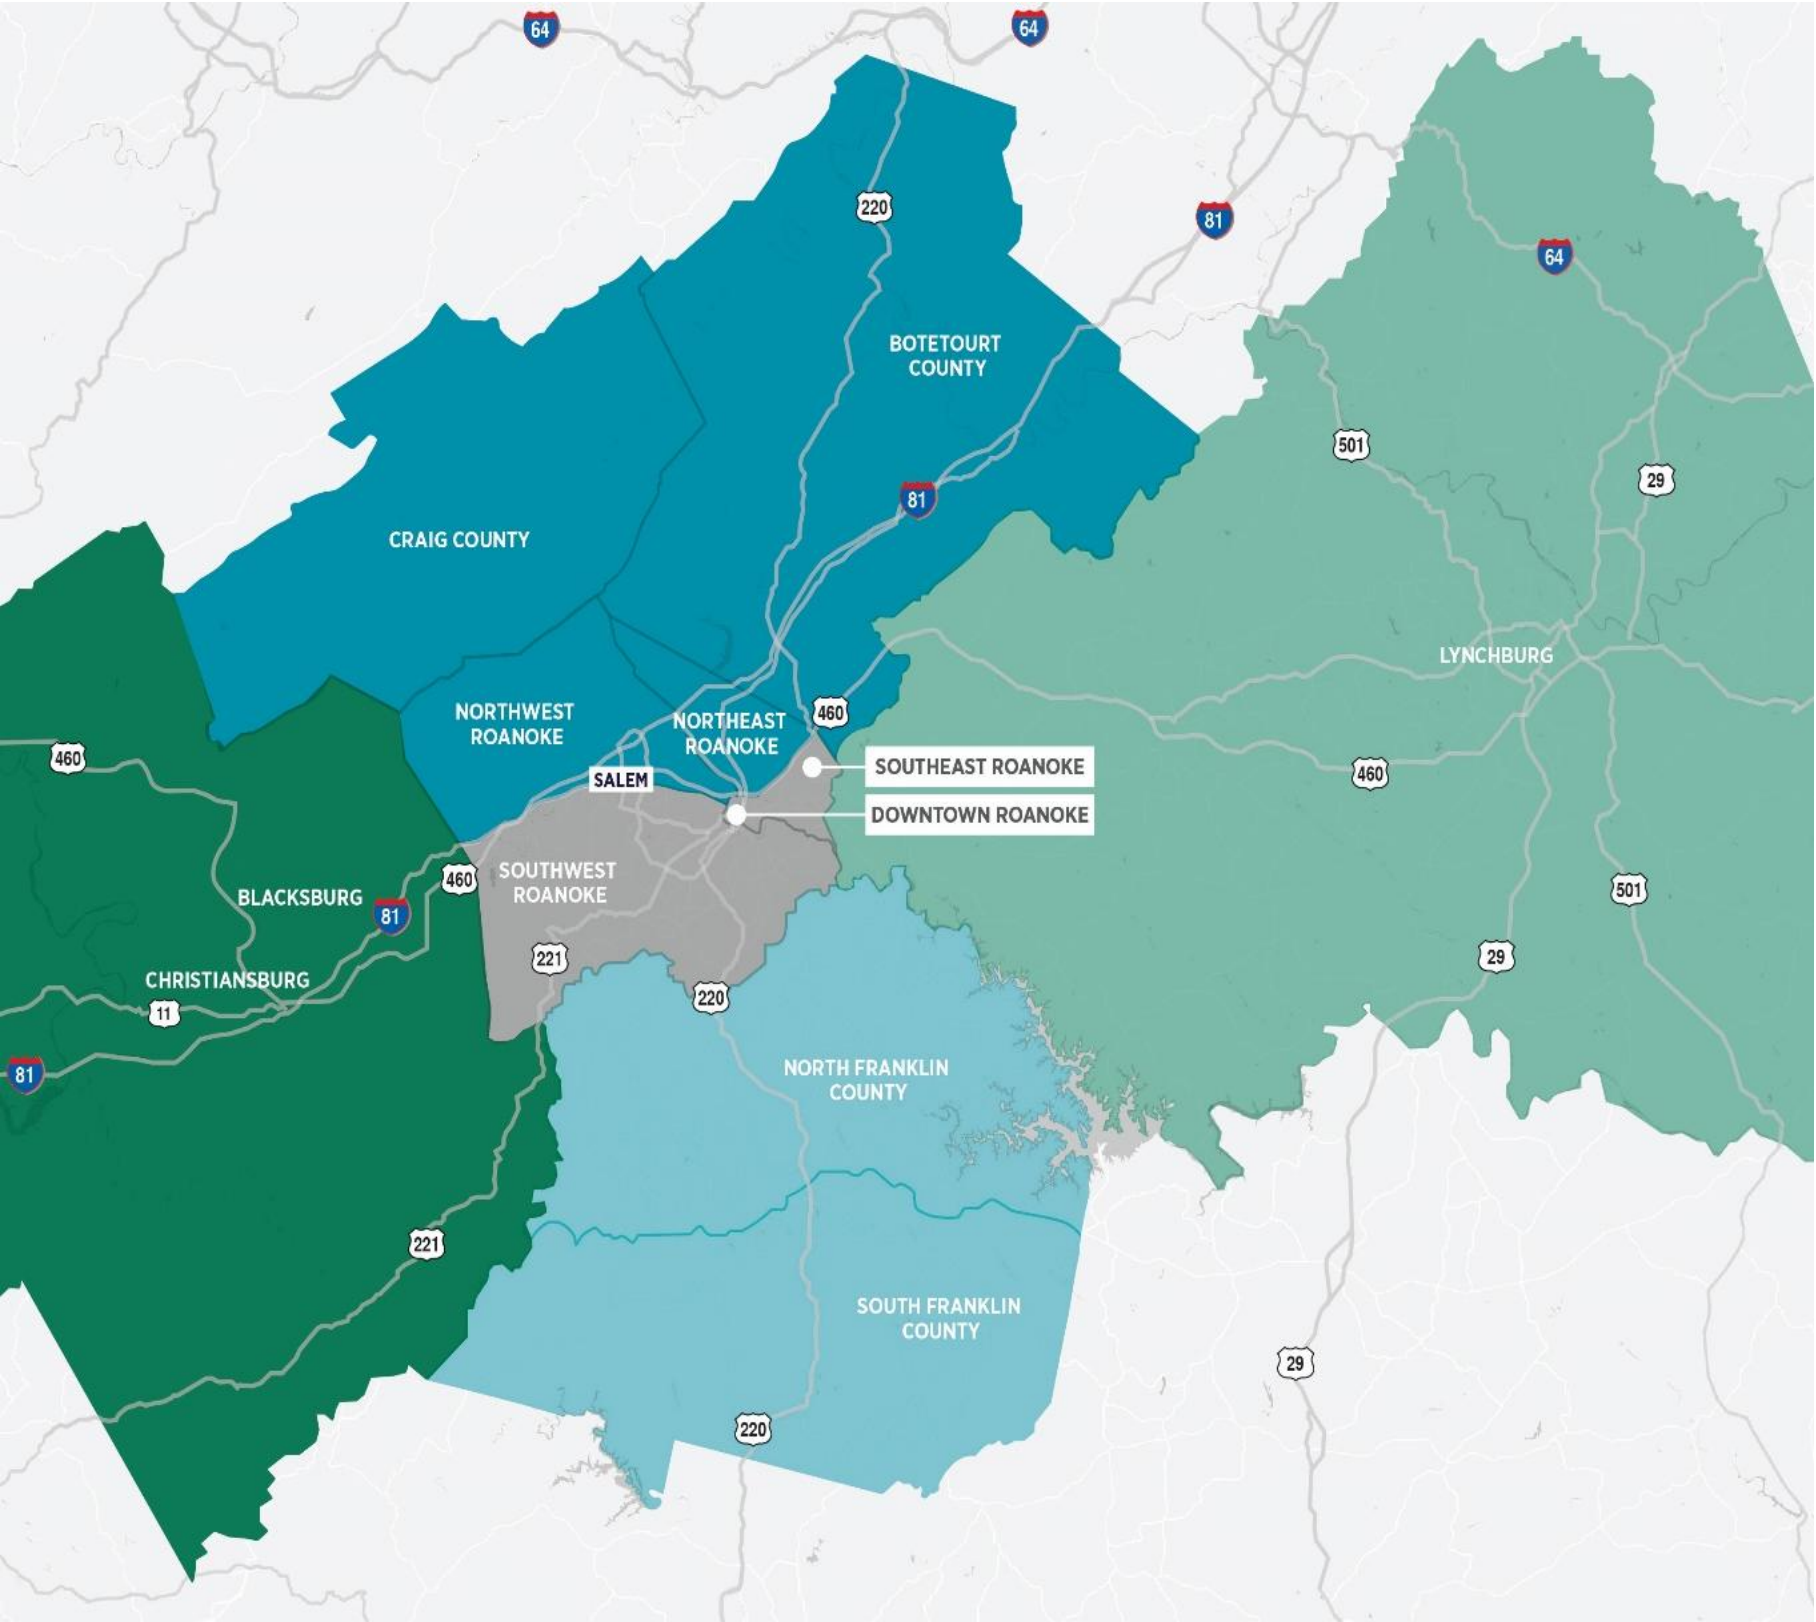 64
64
220
81
64
BOTETOURT
COUNTY
501
29
81
CRAIG COUNTY
LYNCHBURG
NORTHWEST
ROANOKE
NORTHEAST
ROANOKE
460
460
SALEM
SOUTHEAST ROANOKE
460
DOWNTOWN ROANOKE
SOUTHWEST
ROANOKE
460
BLACKSBURG
81
501
221
29
CHRISTIANSBURG
11
220
81
NORTH FRANKLIN
COUNTY
221
SOUTH FRANKLIN
COUNTY
29
220